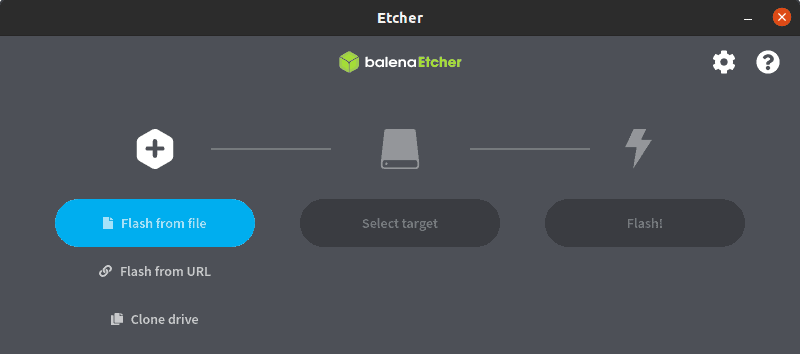 Etcher
balenaEtcher
Flash from file
Select target
Flash!
Flash from URL
Clone drive